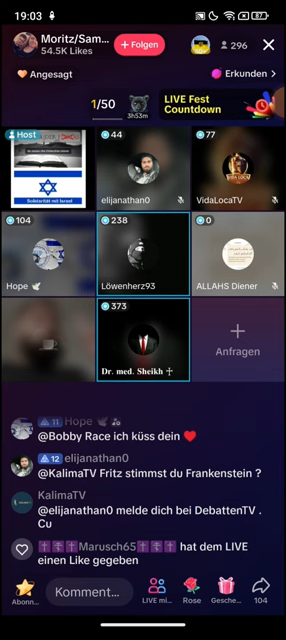 19:03
87
Moritz/Sam...
54.5K Likes
+ Folgen
296
Angesagt
Erkunden >
1/50
3h53m
LIVE Fest
Countdown
Host
Solidarität mit Israel
44
elijanathan0
77
VidaLocaTV
104
Hope
238
Löwenherz93
0
ALLAHS Diener
373
Dr. med. Sheikh ✝
+
Anfragen
11 Hope
@Bobby Race ich küss dein ❤️
12 elijanathan0
@KalimaTV Fritz stimmst du Frankenstein ?
KalimaTV
@elijanathan0 melde dich bei DebattenTV .
Cu
Marusch65 hat dem LIVE
einen Like gegeben
Abonn...
Komment...
LIVE mi...
Rose
Gesche...
104